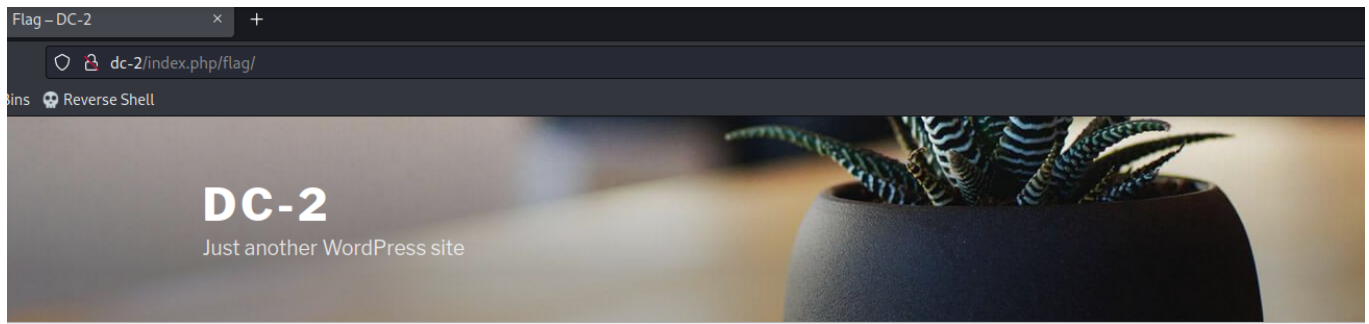 Flag – DC-2
dc-2/index.php/flag/
Bins Reverse Shell
DC-2
Just another WordPress site